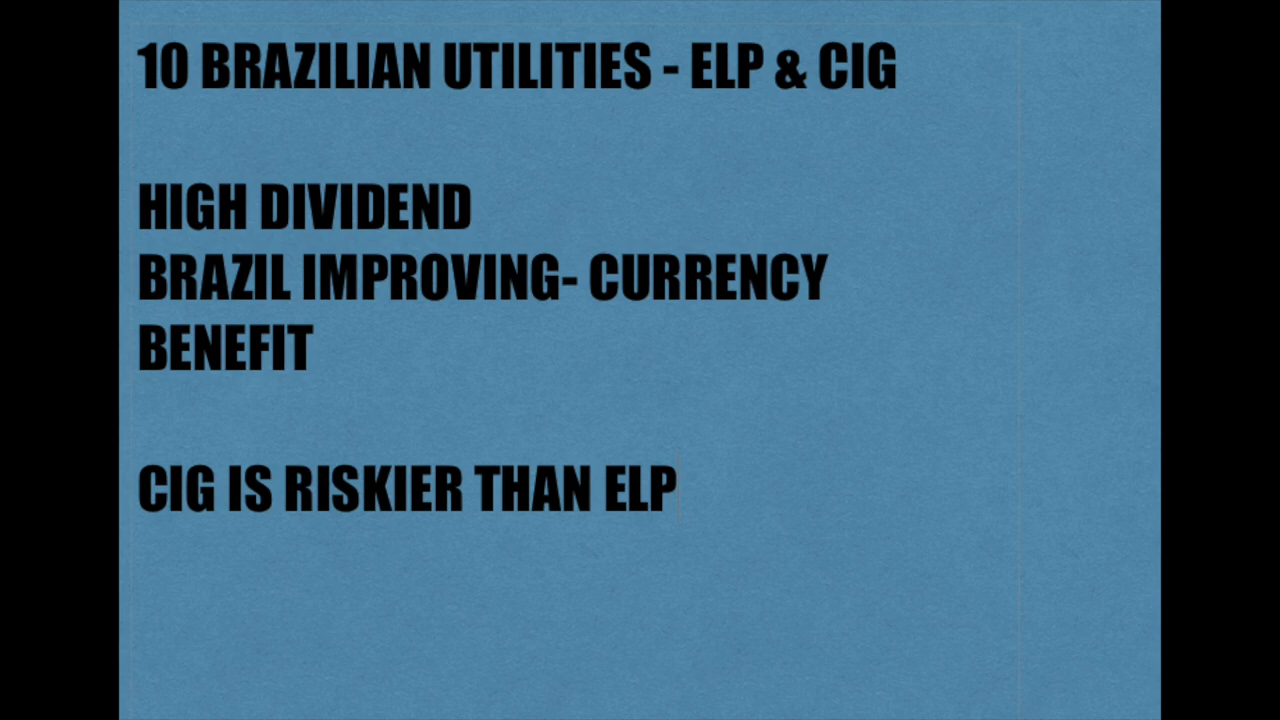 10 BRAZILIAN UTILITIES - ELP & CIG
HIGH DIVIDEND
BRAZIL IMPROVING- CURRENCY
BENEFIT
CIG IS RISKIER THAN ELP